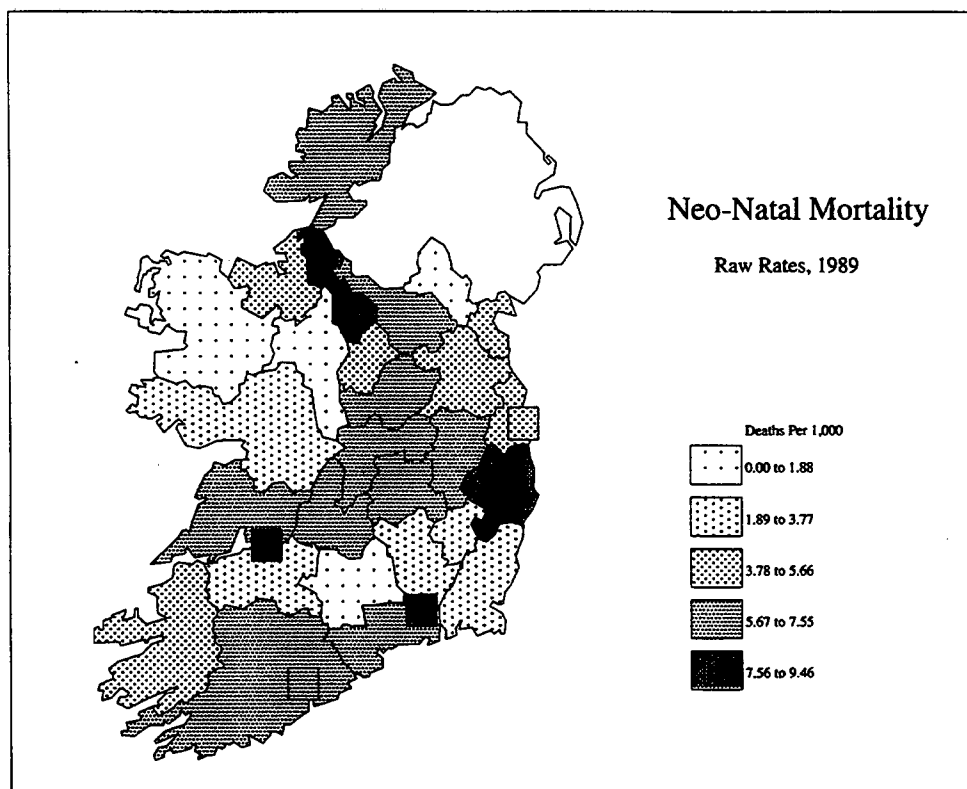 Neo-Natal Mortality
Raw Rates, 1989
Deaths Per 1,000
0.00 to 1.88
1.89 to 3.77
3.78 to 5.66
5.67 to 7.55
7.56 to 9.46